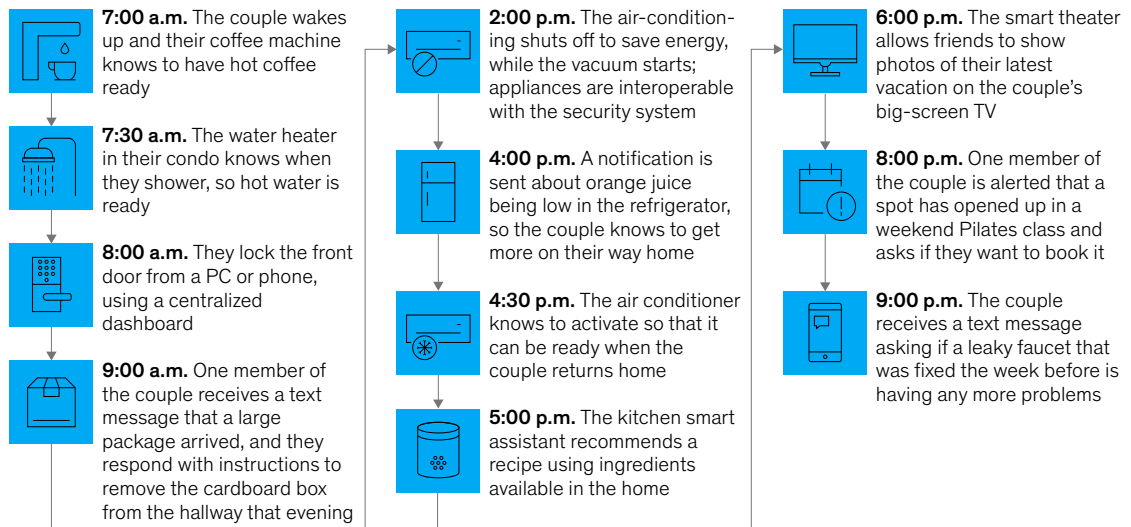 7:00 a.m. The couple wakes
up and their coffee machine
knows to have hot coffee
ready
7:30 a.m. The water heater
in their condo knows when
they shower, so hot water is
ready
8:00 a.m. They lock the front
door from a PC or phone,
using a centralized
dashboard
9:00 a.m. One member of
the couple receives a text
message that a large
package arrived, and they
respond with instructions to
remove the cardboard box
from the hallway that evening
2:00 p.m. The air-condition-
ing shuts off to save energy,
while the vacuum starts;
appliances are interoperable
with the security system
4:00 p.m. A notification is
sent about orange juice
being low in the refrigerator,
so the couple knows to get
more on their way home
4:30 p.m. The air conditioner
knows to activate so that it
can be ready when the
couple returns home
5:00 p.m. The kitchen smart
assistant recommends a
recipe using ingredients
available in the home
6:00 p.m. The smart theater
allows friends to show
photos of their latest
vacation on the couple's
big-screen TV
8:00 p.m. One member of
the couple is alerted that a
spot has opened up in a
weekend Pilates class and
asks if they want to book it
9:00 p.m. The couple
receives a text message
asking if a leaky faucet that
was fixed the week before is
having any more problems